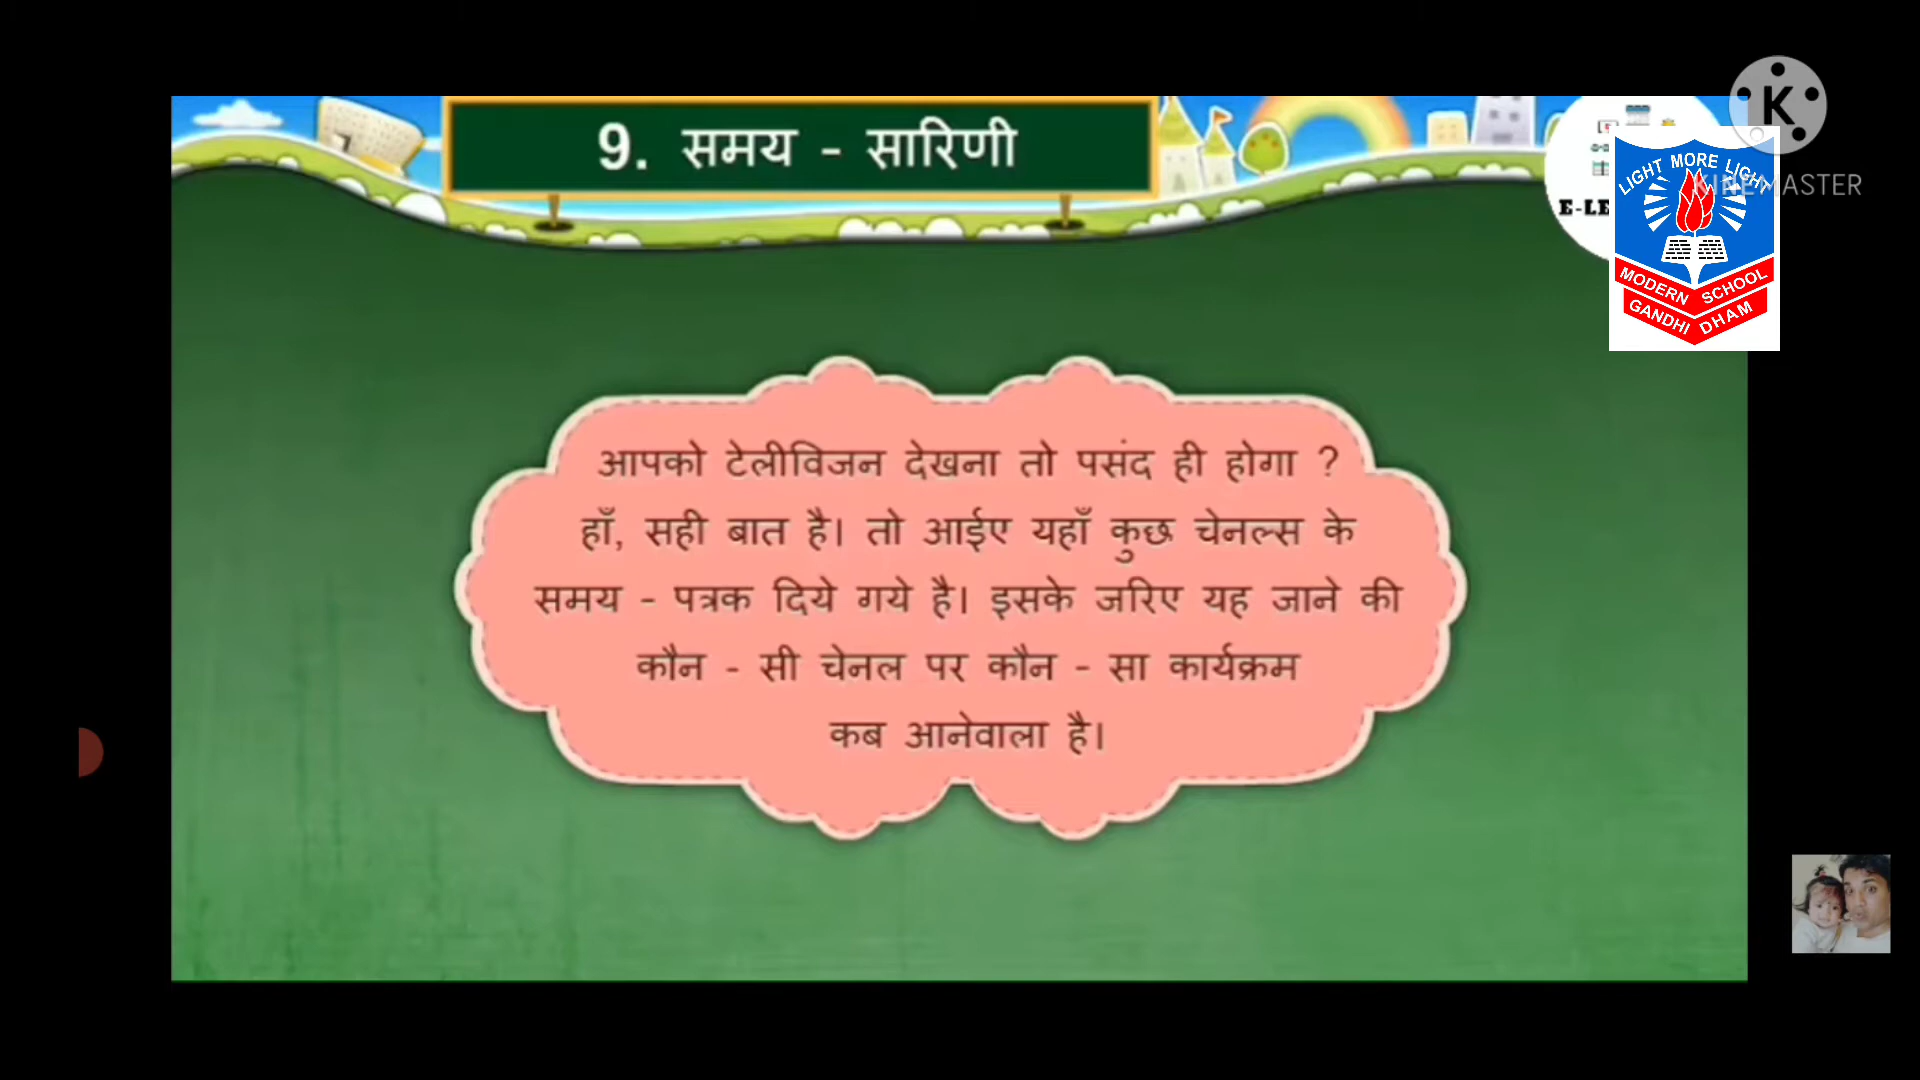 9. समय - सारिणी
K
KINEMASTER
E-LE
LIGHT MORE LIGHT
MODERN SCHOOL
GANDHI DHAM
आपको टेलीविजन देखना तो पसंद ही होगा ?
हाँ, सही बात है। तो आईए यहाँ कुछ चेनल्स के
समय - पत्रक दिये गये है। इसके जरिए यह जाने की
कौन - सी चेनल पर कौन - सा कार्यक्रम
कब आनेवाला है।